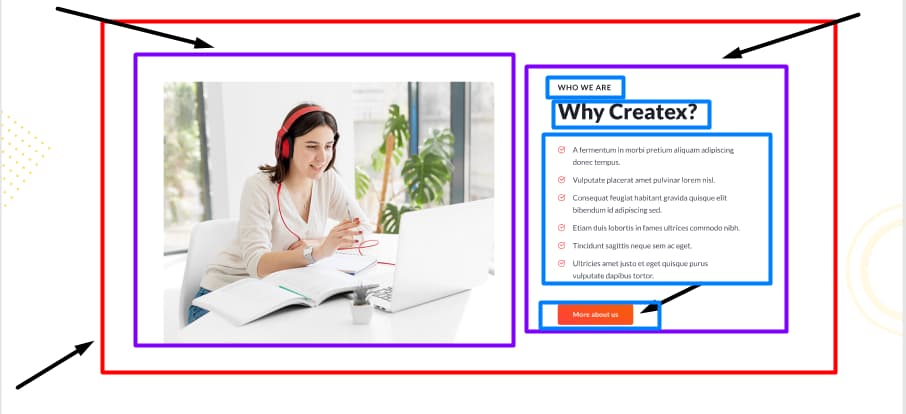 WHO WE ARE
Why Createx?
A fermentum in morbi pretium aliquam adipiscing
donec tempus.
Vulputate placerat amet pulvinar lorem nisl.
Consequat feugiat habitant gravida quisque elit
bibendum id adipiscing sed.
Etiam duis lobortis in fames ultrices commodo nibh.
Tincidunt sagittis neque sem ac eget.
Ultricies amet justo et eget quisque purus
vulputate dapibus tortor.
More about us